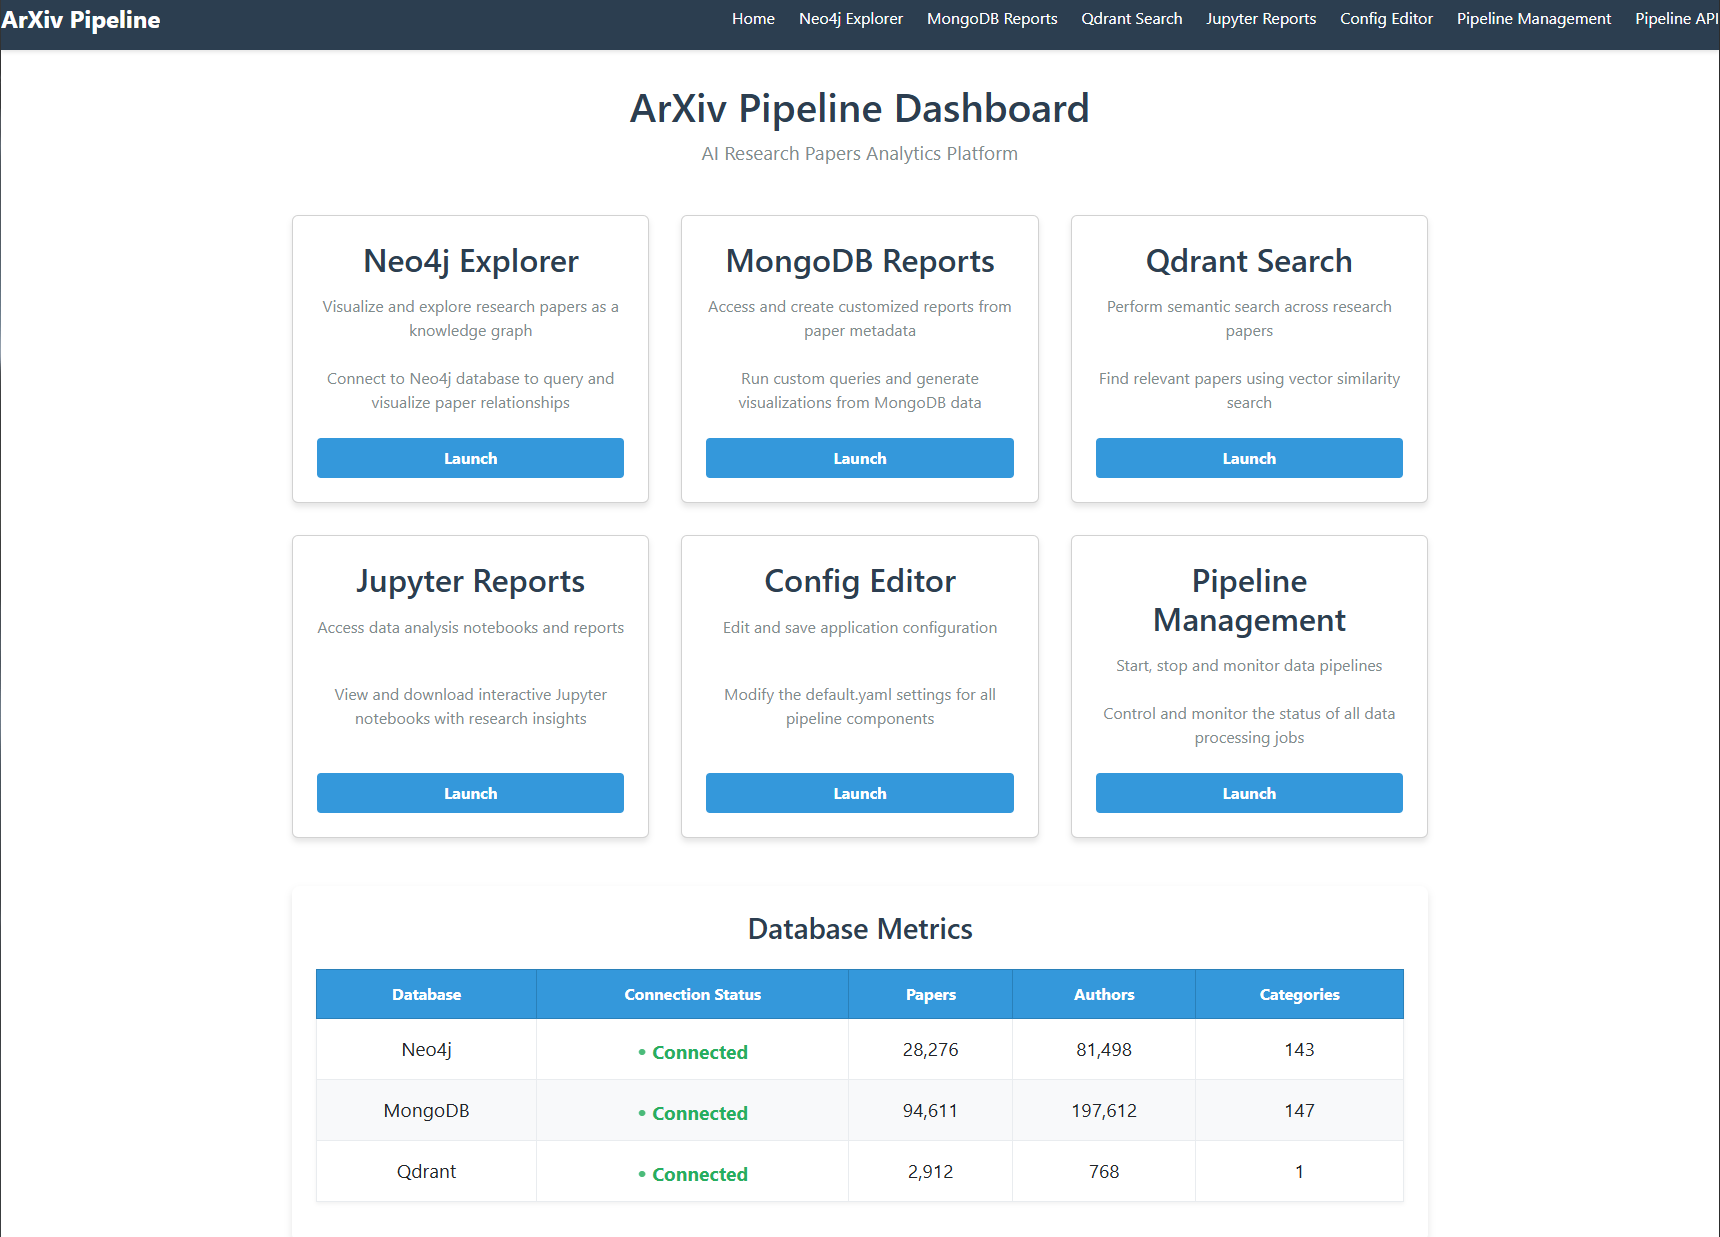 ArXiv Pipeline
Home Neo4j Explorer MongoDB Reports Qdrant Search Jupyter Reports Config Editor Pipeline Management Pipeline API
ArXiv Pipeline Dashboard
AI Research Papers Analytics Platform
Neo4j Explorer
Visualize and explore research papers as a
knowledge graph
Connect to Neo4j database to query and
visualize paper relationships
Launch
MongoDB Reports
Access and create customized reports from
paper metadata
Run custom queries and generate
visualizations from MongoDB data
Launch
Qdrant Search
Perform semantic search across research
papers
Find relevant papers using vector similarity
search
Launch
Jupyter Reports
Access data analysis notebooks and reports
View and download interactive Jupyter
notebooks with research insights
Launch
Config Editor
Edit and save application configuration
Modify the default.yaml settings for all
pipeline components
Launch
Pipeline
Management
Start, stop and monitor data pipelines
Control and monitor the status of all data
processing jobs
Launch
Database Metrics
Database Connection Status Papers Authors Categories
Neo4j • Connected 28,276 81,498 143
MongoDB • Connected 94,611 197,612 147
Qdrant • Connected 2,912 768 1